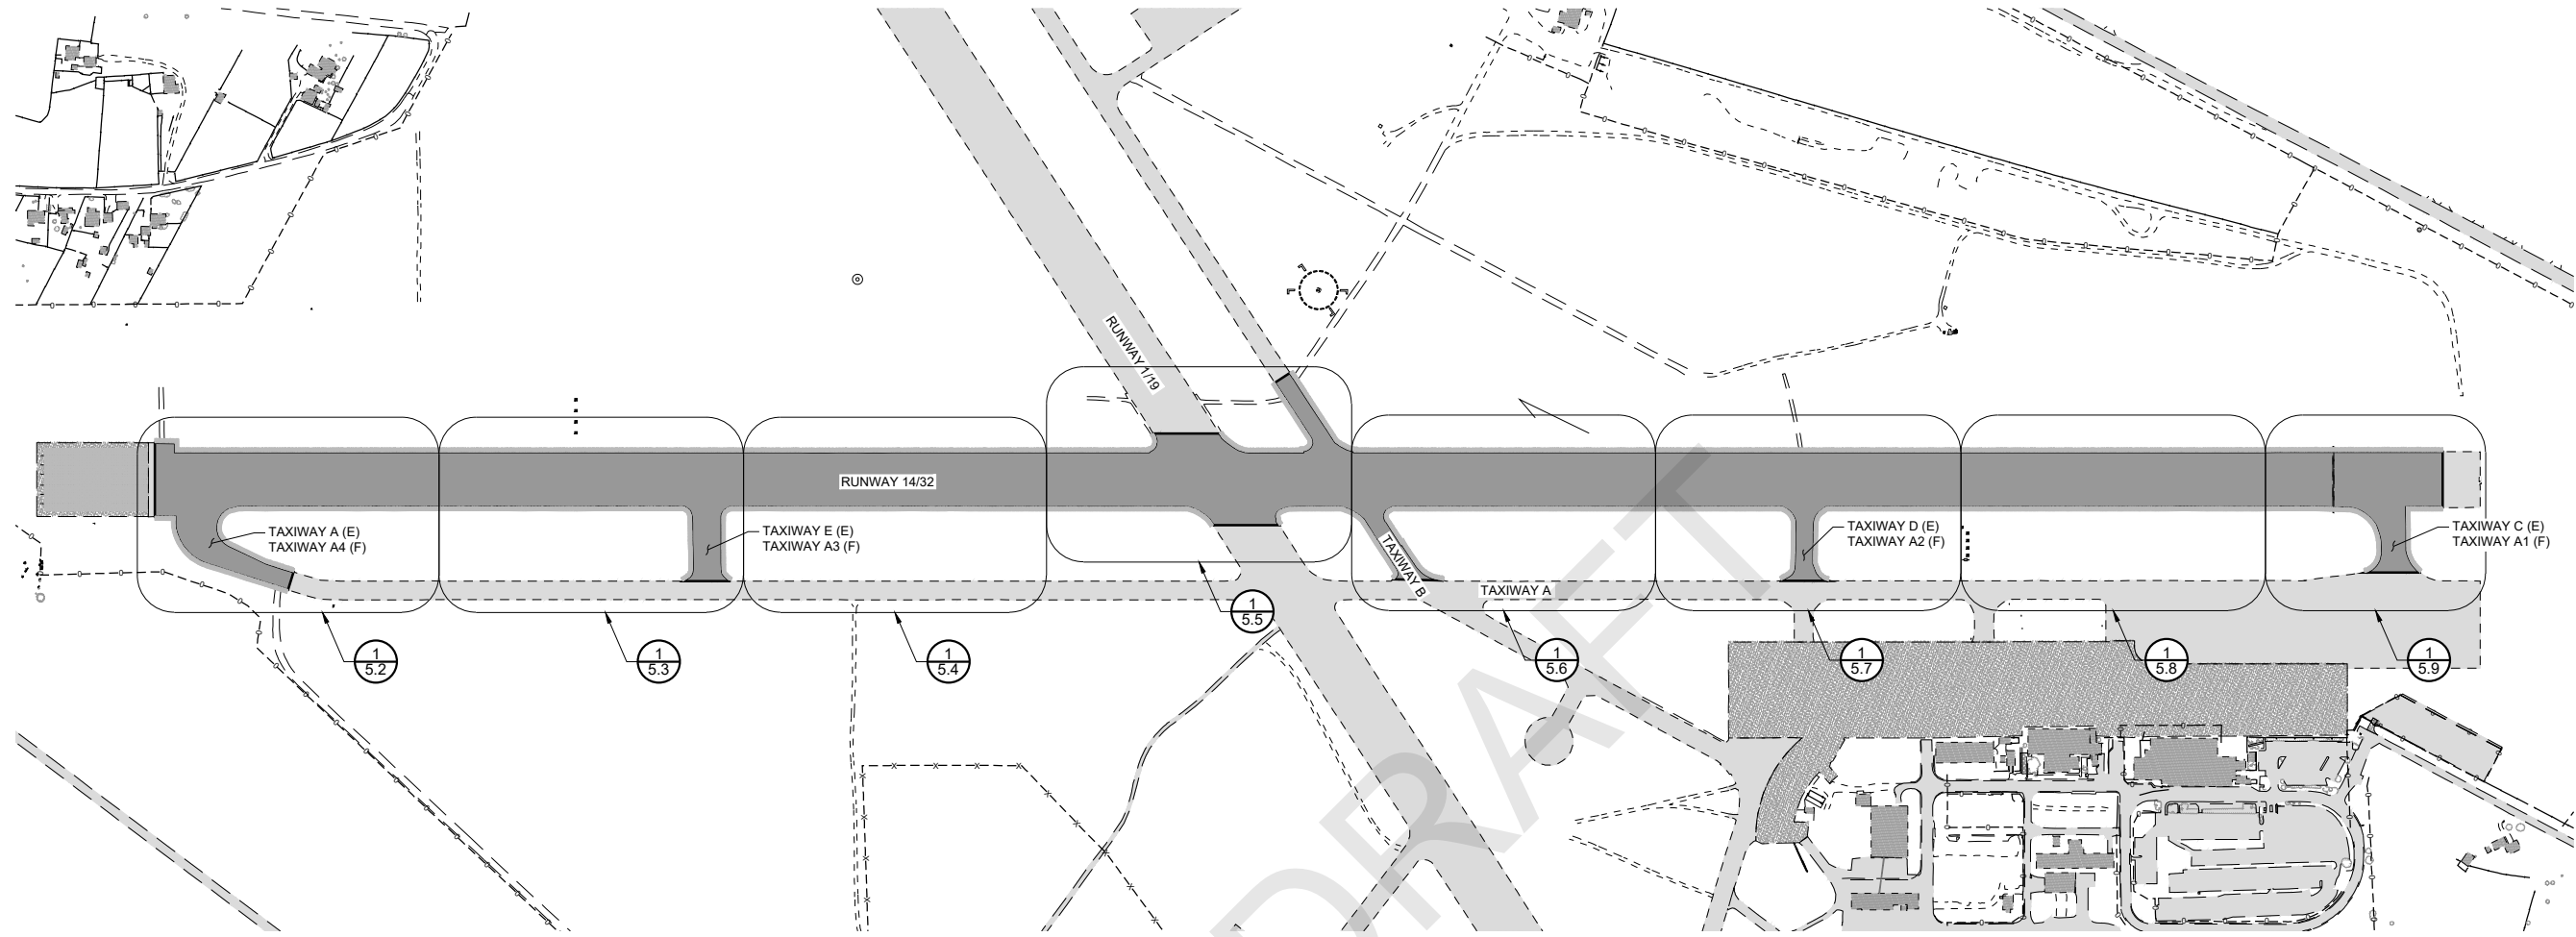 RUNWAY 1/19
RUNWAY 14/32
TAXIWAY A (E)
TAXIWAY A4 (F)
TAXIWAY E (E)
TAXIWAY A3 (F)
TAXIWAY D (E)
TAXIWAY A2 (F)
TAXIWAY C (E)
TAXIWAY A1 (F)
TAXIWAY B
TAXIWAY A
1
5.2
1
5.3
1
5.4
1
5.5
1
5.6
1
5.7
1
5.8
1
5.9
DRAFT